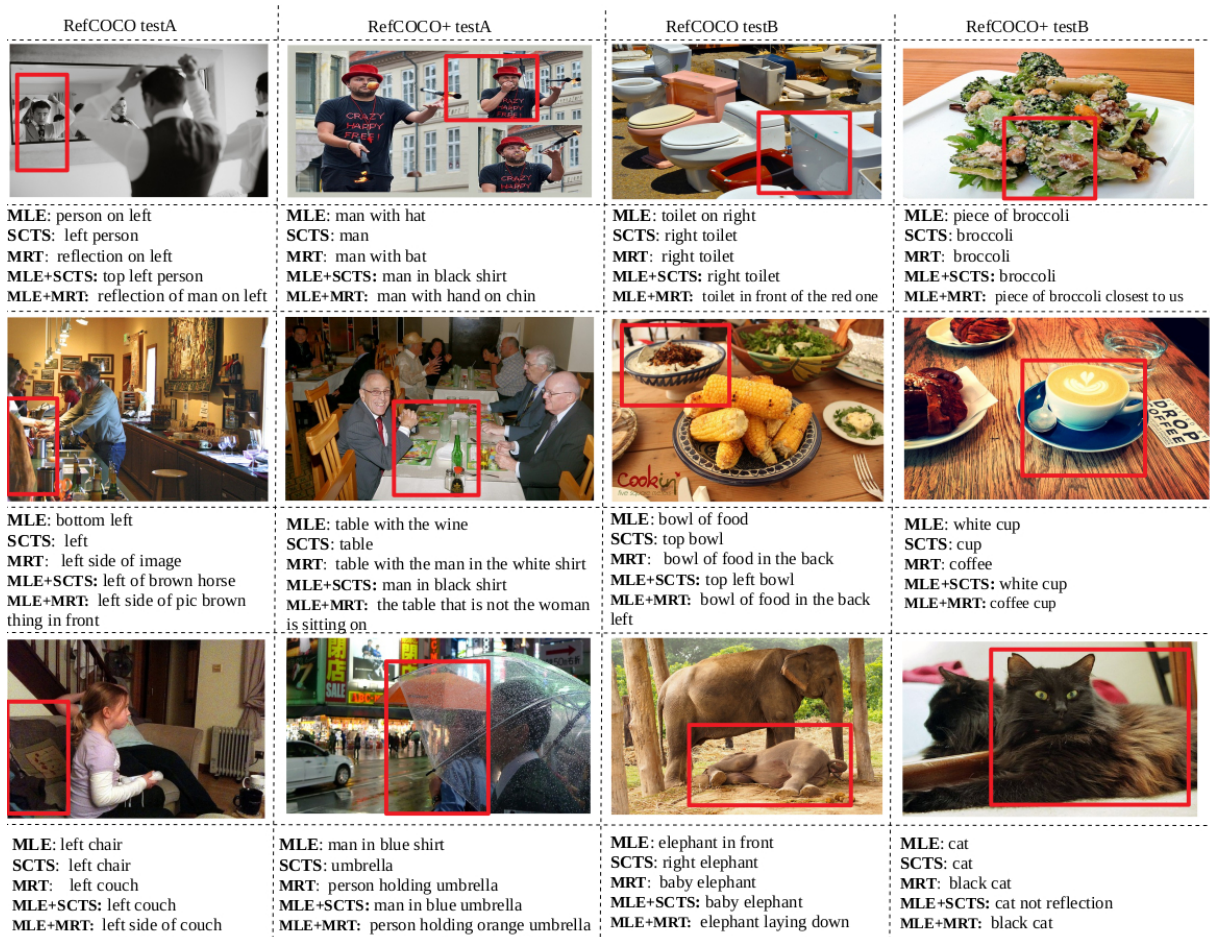 RefCOCO testA
RefCOCO+ testA
RefCOCO testB
RefCOCO+ testB
CRAZY
HAPPY
FREE!
CRAZY
HAPPY
FREE!
CRAZY
HAPPY
MLE: person on left
SCTS: left person
MRT: reflection on left
MLE+SCTS: top left person
MLE+MRT: reflection of man on left
MLE: man with hat
SCTS: man
MRT: man with bat
MLE+SCTS: man in black shirt
MLE+MRT: man with hand on chin
MLE: toilet on right
SCTS: right toilet
MRT: right toilet
MLE+SCTS: right toilet
MLE+MRT: toilet in front of the red one
MLE: piece of broccoli
SCTS: broccoli
MRT: broccoli
MLE+SCTS: broccoli
MLE+MRT: piece of broccoli closest to us
Cookin
DROP
COFFEE
MLE: bottom left
SCTS: left
MRT: left side of image
MLE+SCTS: left of brown horse
MLE+MRT: left side of pic brown
thing in front
MLE: table with the wine
SCTS: table
MRT: table with the man in the white shirt
MLE+SCTS: man in black shirt
MLE+MRT: the table that is not the woman
is sitting on
MLE: bowl of food
SCTS: top bowl
MRT: bowl of food in the back
MLE+SCTS: top left bowl
MLE+MRT: bowl of food in the back
left
MLE: white cup
SCTS: cup
MRT: coffee
MLE+SCTS: white cup
MLE+MRT: coffee cup
SALE
MLE: left chair
SCTS: left chair
MRT: left couch
MLE+SCTS: left couch
MLE+MRT: left side of couch
MLE: man in blue shirt
SCTS: umbrella
MRT: person holding umbrella
MLE+SCTS: man in blue umbrella
MLE+MRT: person holding orange umbrella
MLE: elephant in front
SCTS: right elephant
MRT: baby elephant
MLE+SCTS: baby elephant
MLE+MRT: elephant laying down
MLE: cat
SCTS: cat
MRT: black cat
MLE+SCTS: cat not reflection
MLE+MRT: black cat